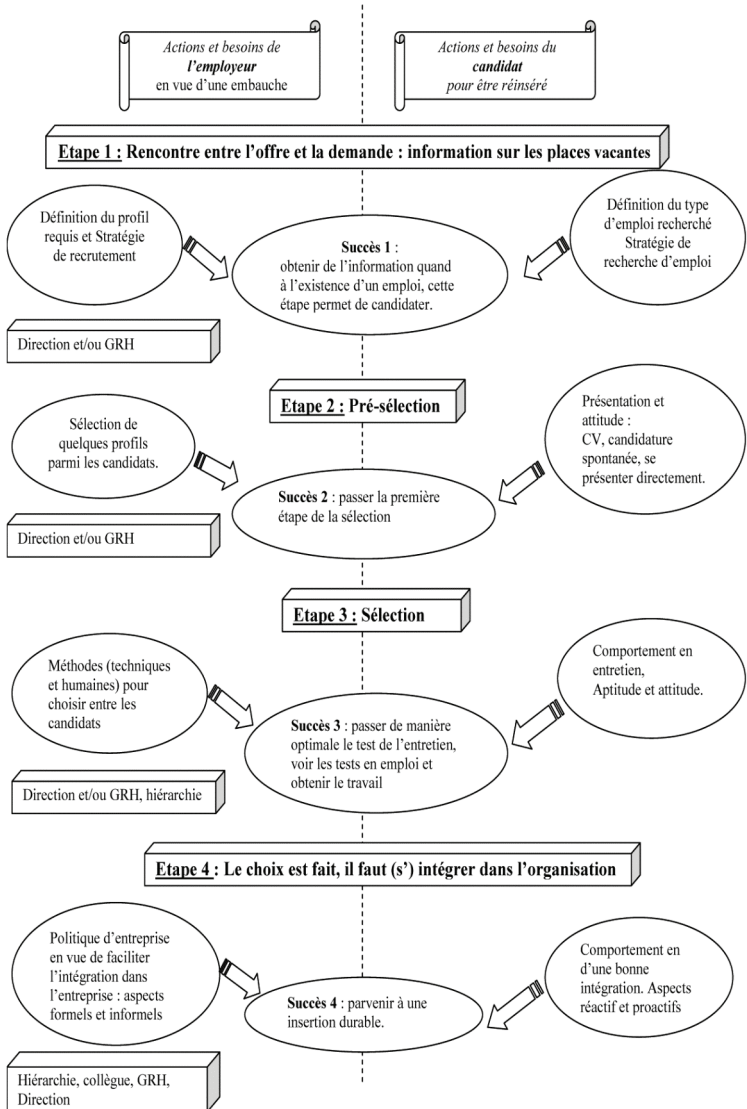 Actions et besoins de
l'employeur
en vue d'une embauche
Actions et besoins du
candidat
pour être réinséré
Etape 1 : Rencontre entre l'offre et la demande : information sur les places vacantes
Définition du profil
requis et Stratégie
de recrutement
Succès 1 :
obtenir de l'information quand
à l'existence d'un emploi, cette
étape permet de candidater.
Définition du type
d'emploi recherché
Stratégie de
recherche d'emploi
Direction et/ou GRH
Etape 2 : Pré-sélection
Sélection de
quelques profils
parmi les candidats.
Succès 2 : passer la première
étape de la sélection
Présentation et
attitude :
CV, candidature
spontanée, se
présenter directement.
Direction et/ou GRH
Etape 3 : Sélection
Méthodes (techniques
et humaines) pour
choisir entre les
candidats
Succès 3 : passer de manière
optimale le test de l'entretien,
voir les tests en emploi et
obtenir le travail
Comportement en
entretien,
Aptitude et attitude.
Direction et/ou GRH, hiérarchie
Etape 4 : Le choix est fait, il faut (s') intégrer dans l'organisation
Politique d'entreprise
en vue de faciliter
l'intégration dans
l'entreprise : aspects
formels et informels
Succès 4 : parvenir à une
insertion durable.
Comportement en
d'une bonne
intégration. Aspects
réactif et proactifs
Hiérarchie, collègue, GRH,
Direction